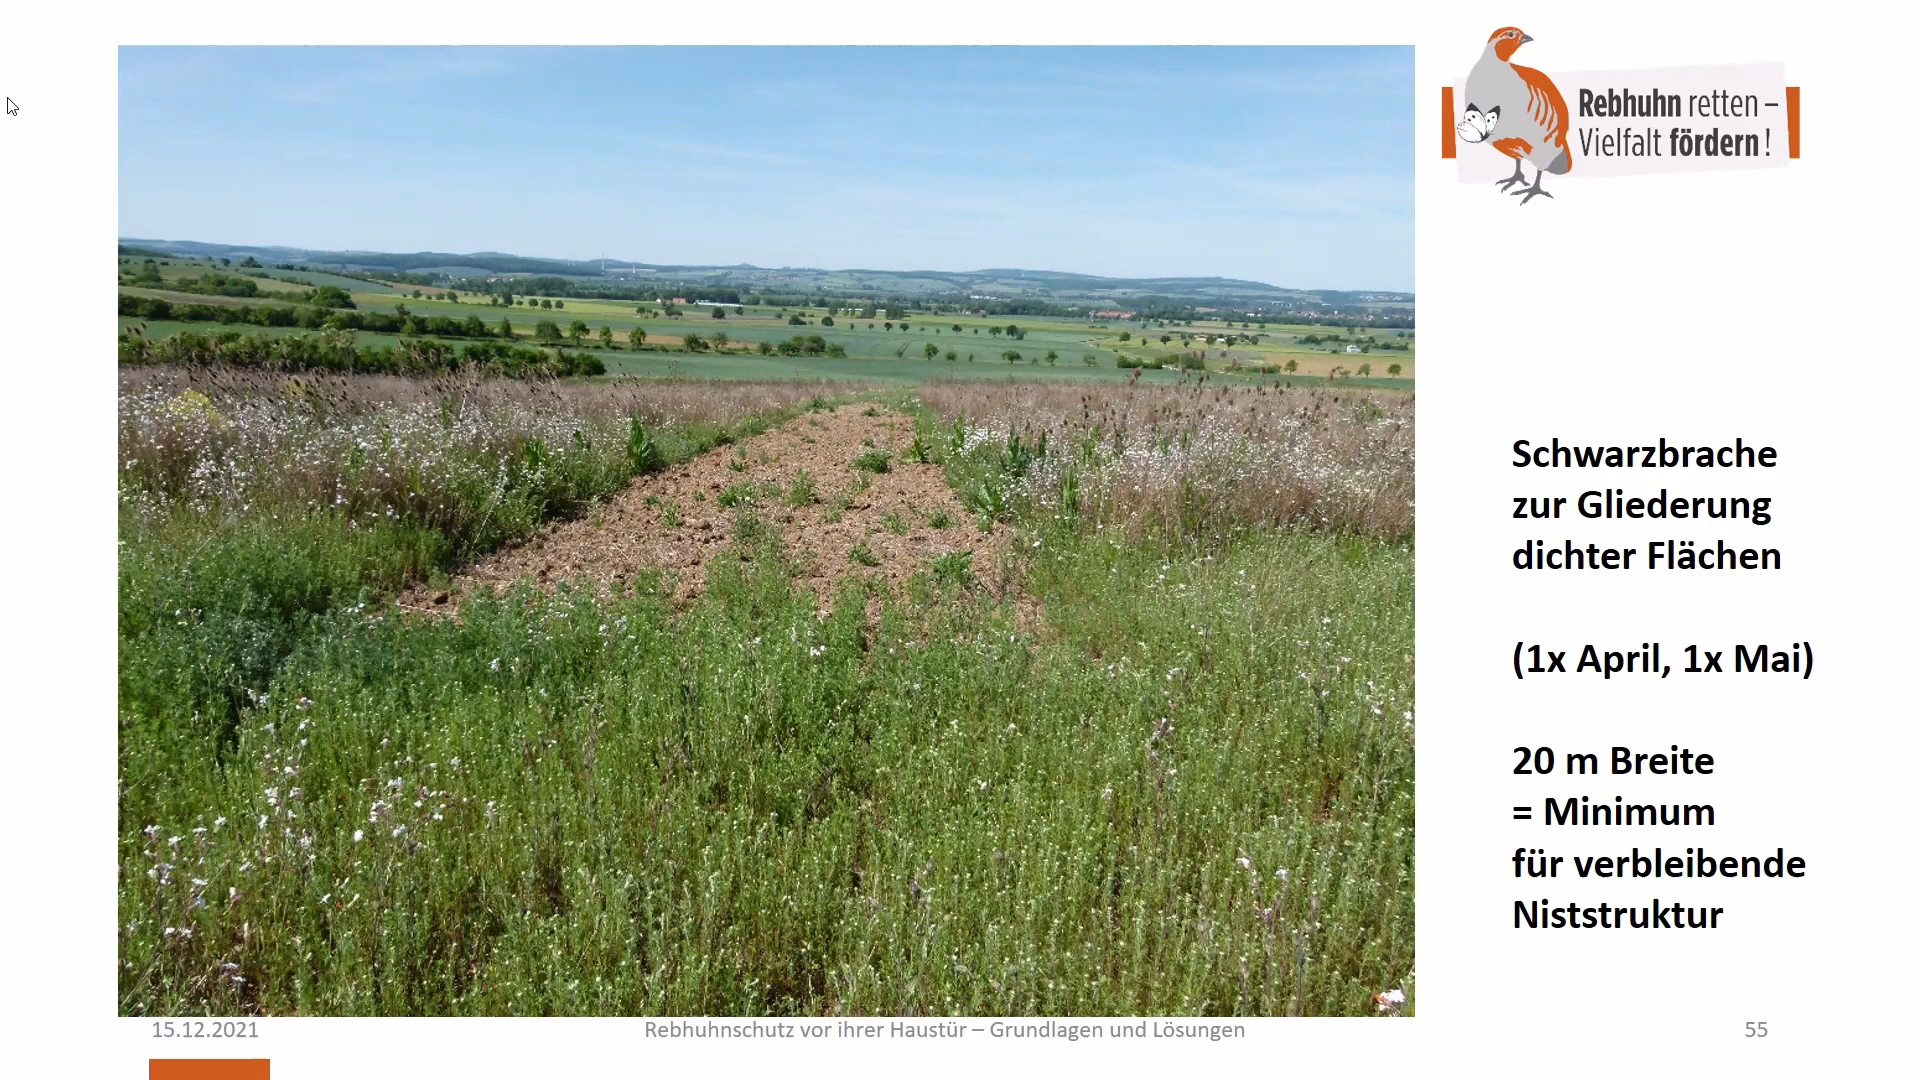 Rebhuhn retten –
Vielfalt fördern!
Schwarzbrache
zur Gliederung
dichter Flächen
(1x April, 1x Mai)
20 m Breite
= Minimum
für verbleibende
Niststruktur
15.12.2021
Rebhuhnschutz vor ihrer Haustür – Grundlagen und Lösungen
55